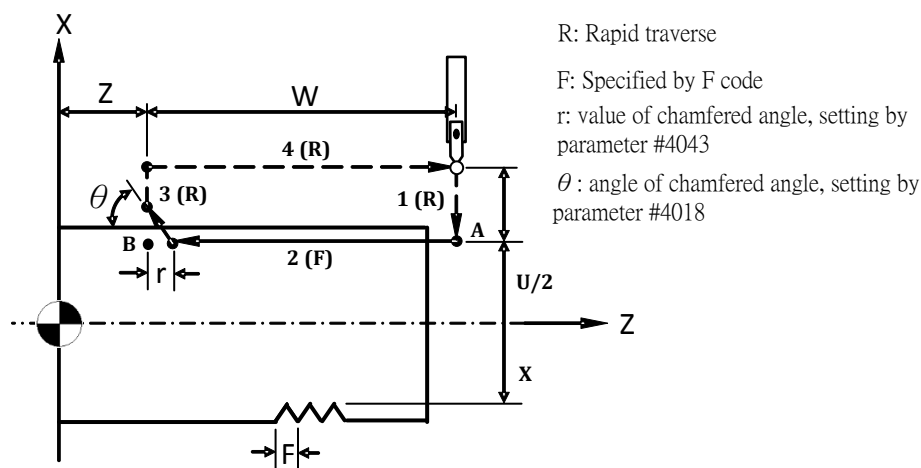 X
Z
W
4 (R)
θ
3 (R)
1 (R)
A
B
2 (F)
r
U/2
Z
X
F
R: Rapid traverse
F: Specified by F code
r: value of chamfered angle, setting by
parameter #4043
θ : angle of chamfered angle, setting by
parameter #4018